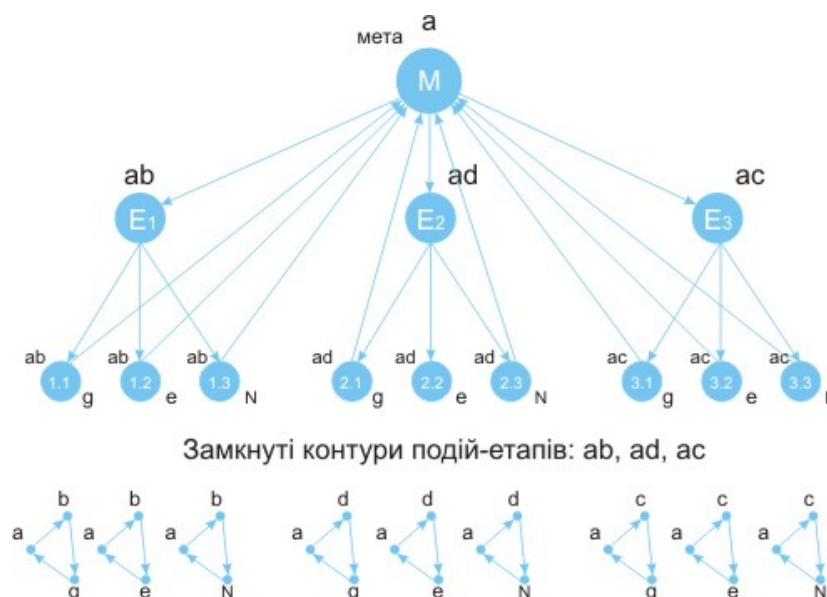 a
мета
M
ab ad ac
E1 E2 E3
ab ab ab ad ad ad ac ac ac
1.1 1.2 1.3 2.1 2.2 2.3 3.1 3.2 3.3
g e N g e N g e
Замкнуті контури подій-етапів: ab, ad, ac
b b b d d d c c c
a a a a a a a a a
g e N g e N g e N